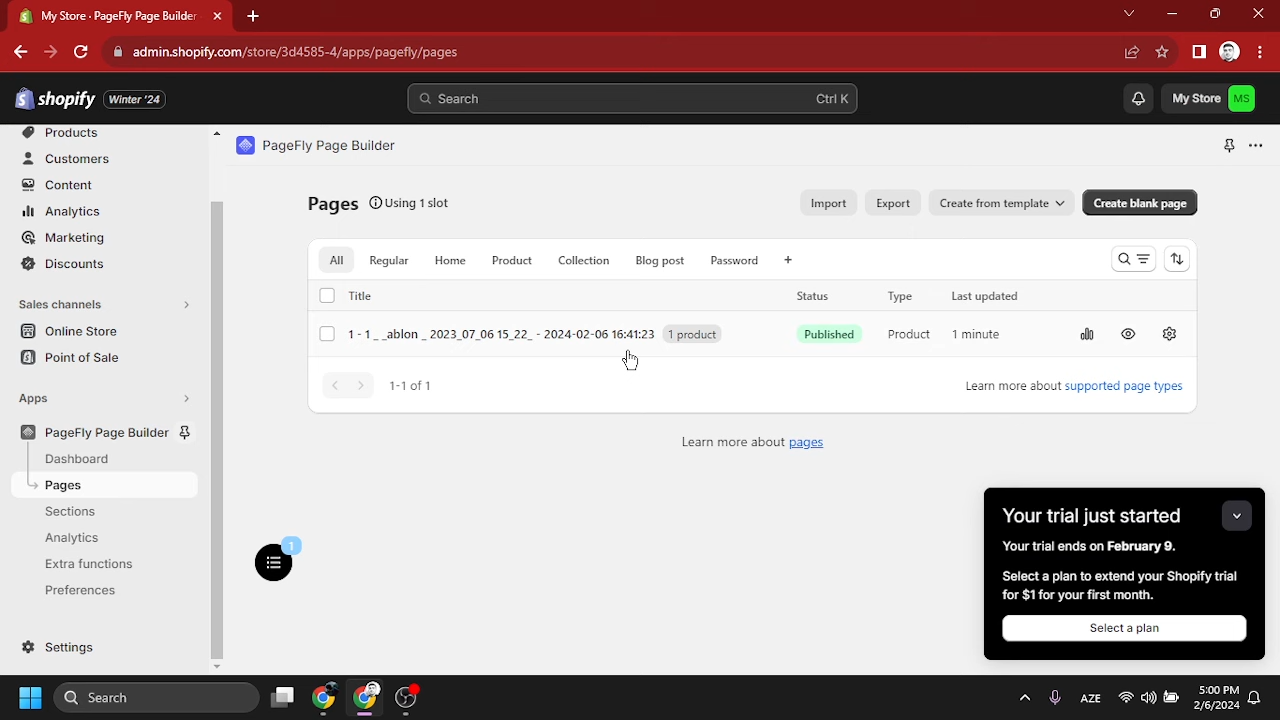 My Store · PageFly Page Builder
admin.shopify.com/store/3d4585-4/apps/pagefly/pages
shopify Winter '24 Search Ctrl K My Store MS
Products
Customers
Content
Analytics
Marketing
Discounts
Sales channels
Online Store
Point of Sale
Apps
PageFly Page Builder
Dashboard
Pages
Sections
Analytics
Extra functions
Preferences
Settings
PageFly Page Builder
Pages Using 1 slot Import Export Create from template Create blank page
All Regular Home Product Collection Blog post Password +
Title Status Type Last updated
1 - 1 _ _ablon _ 2023_07_06 15_22_ - 2024-02-06 16:41:23 1 product Published Product 1 minute
1-1 of 1 Learn more about supported page types
Learn more about pages
1
Your trial just started
Your trial ends on February 9.
Select a plan to extend your Shopify trial
for $1 for your first month.
Select a plan
Search AZE 5:00 PM
2/6/2024